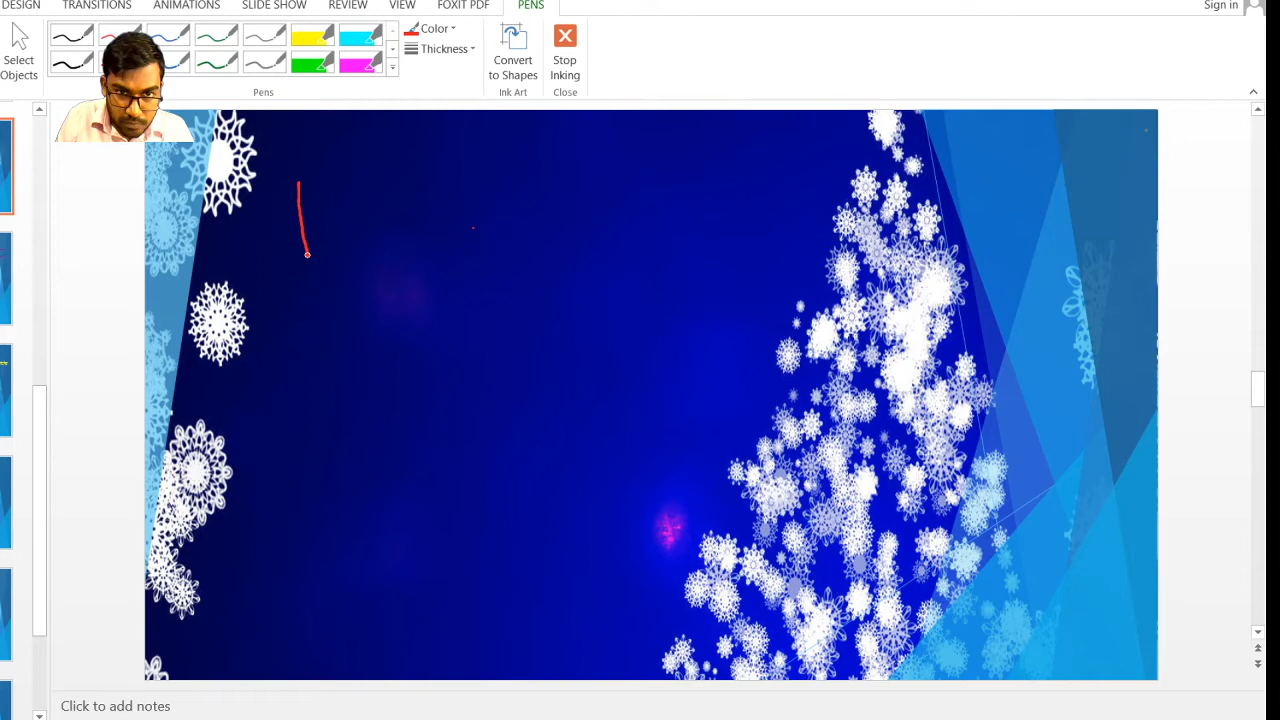 DESIGN TRANSITIONS ANIMATIONS SLIDE SHOW REVIEW VIEW FOXIT PDF PENS Sign in
Select
Objects
Color
Thickness
Convert
to Shapes
Stop
Inking
Pens
Ink Art
Close
Click to add notes